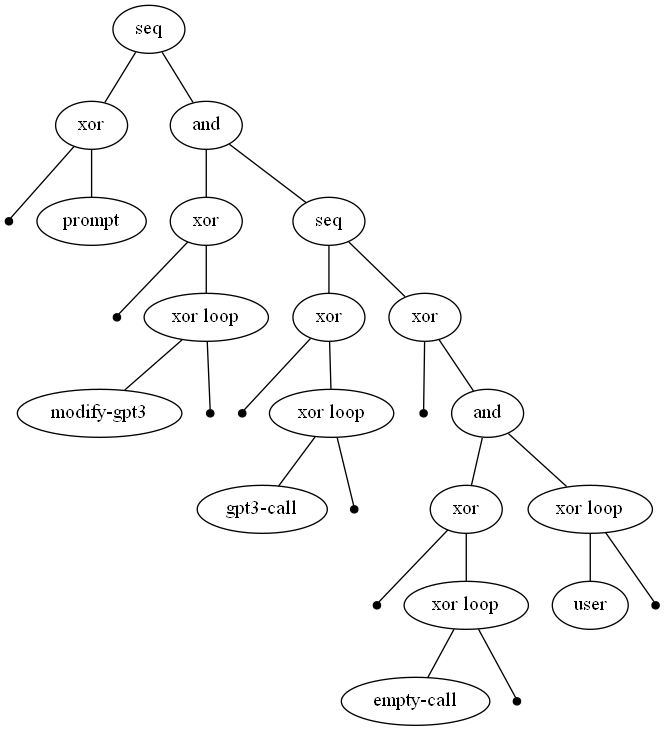 seq
xor
and
prompt
xor
seq
xor loop
xor
xor
modify-gpt3
xor loop
and
gpt3-call
xor
xor loop
xor loop
user
empty-call